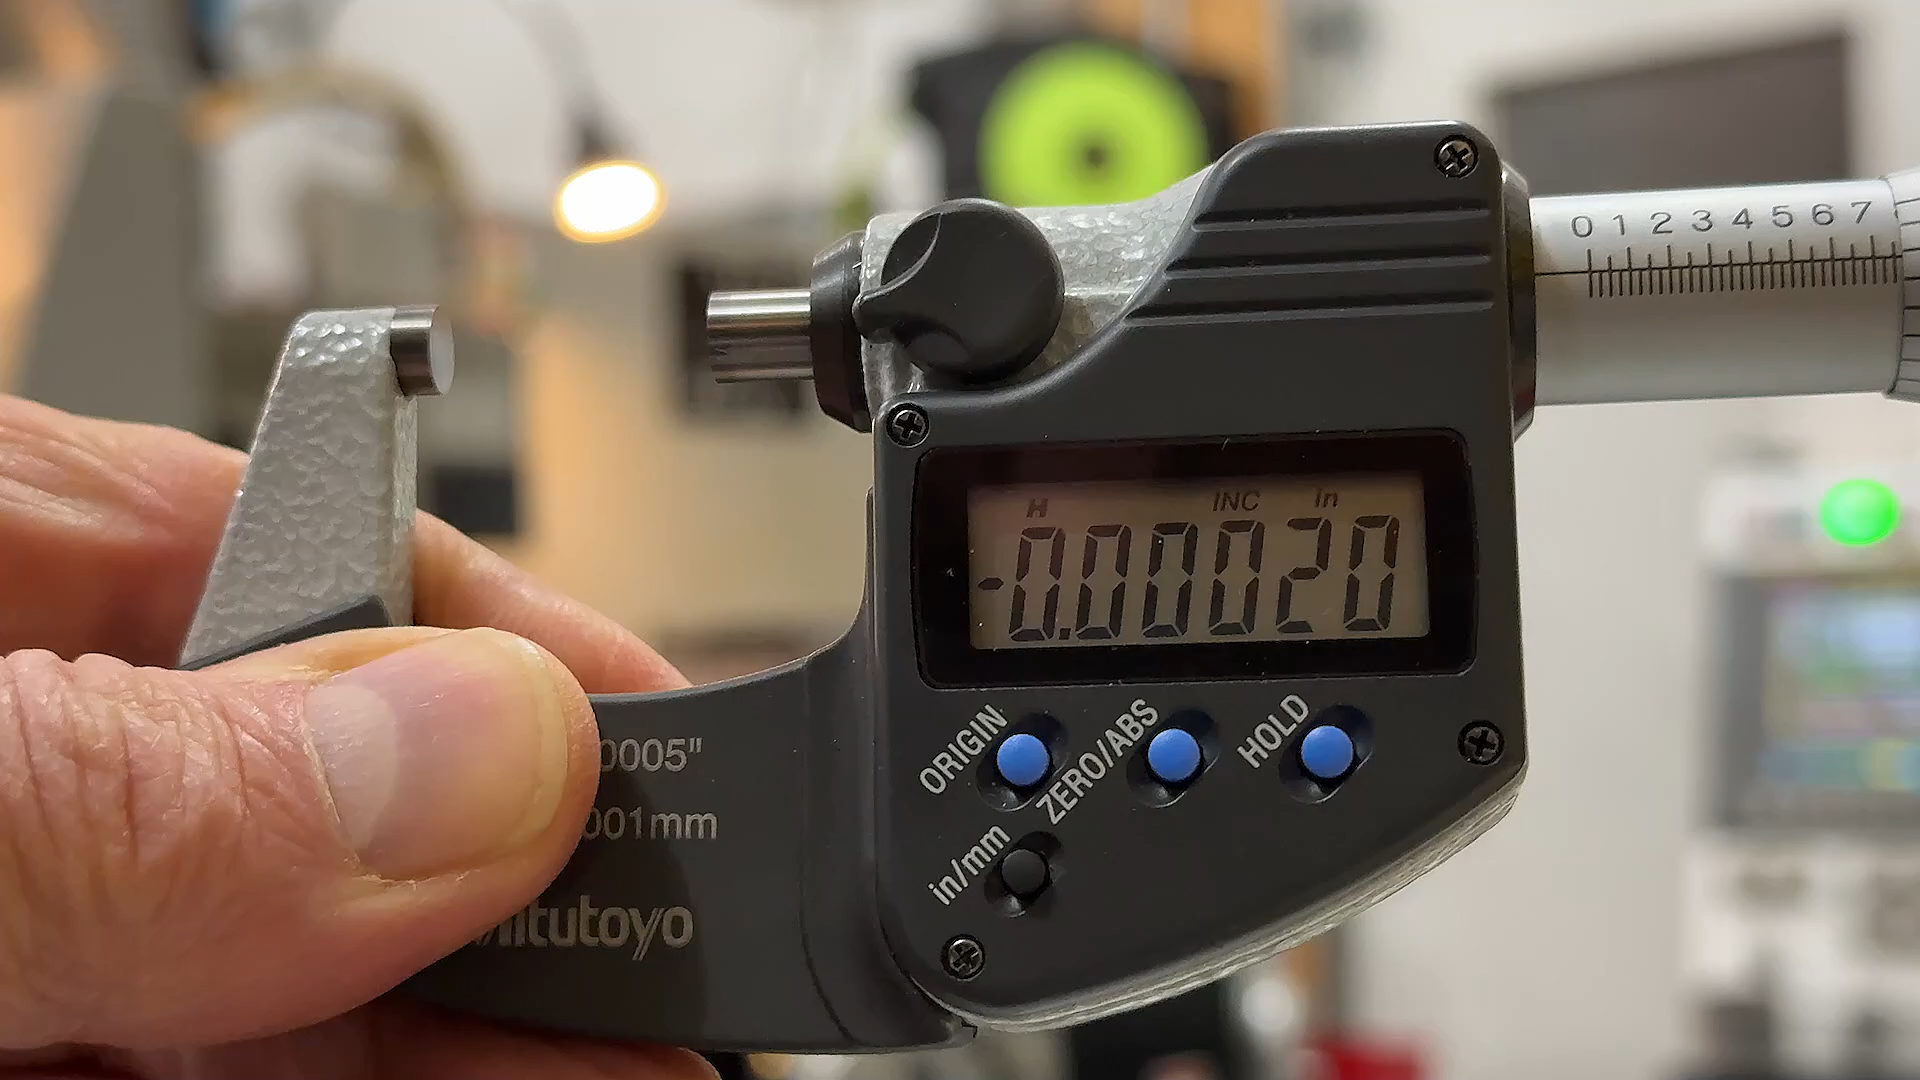 0 1 2 3 4 5 6 7
H INC in
-0.00020
ORIGIN
ZERO/ABS
HOLD
in/mm
0005"
001mm
Mitutoyo